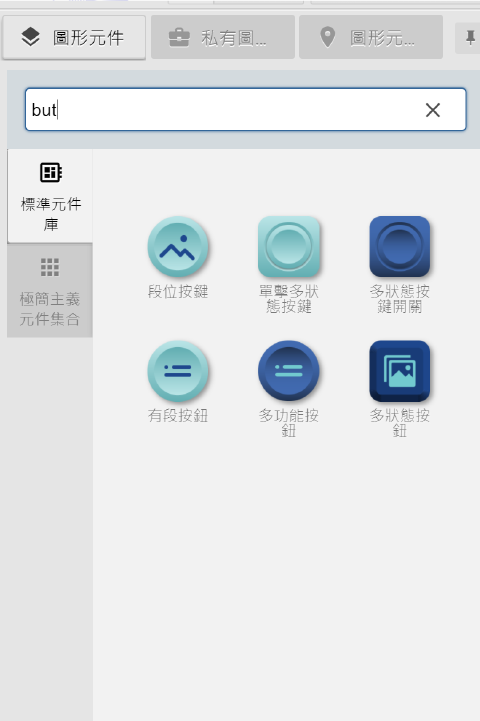 圖形元件
私有圖...
圖形元...
but
標準元件
庫
極簡主義
元件集合
段位按鍵
單擊多狀
態按鍵
多狀態按
鍵開關
有段按鈕
多功能按
鈕
多狀態按
鈕